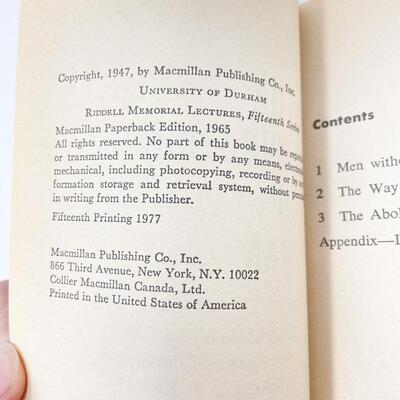 Copyright, 1947, by Macmillan Publishing Co., Inc.
University of Durham
Riddell Memorial Lectures, Fifteenth Series
Macmillan Paperback Edition, 1965
All rights reserved. No part of this book may be
or transmitted in any form or by any means,
mechanical, including photocopying, recording or by
formation storage and retrieval system, without
in writing from the Publisher.
Fifteenth Printing 1977
Macmillan Publishing Co., Inc.
866 Third Avenue, New York, N.Y. 10022
Collier Macmillan Canada, Ltd.
Printed in the United States of America
Contents
1 Men
2 The Way
3 The
Appendix—